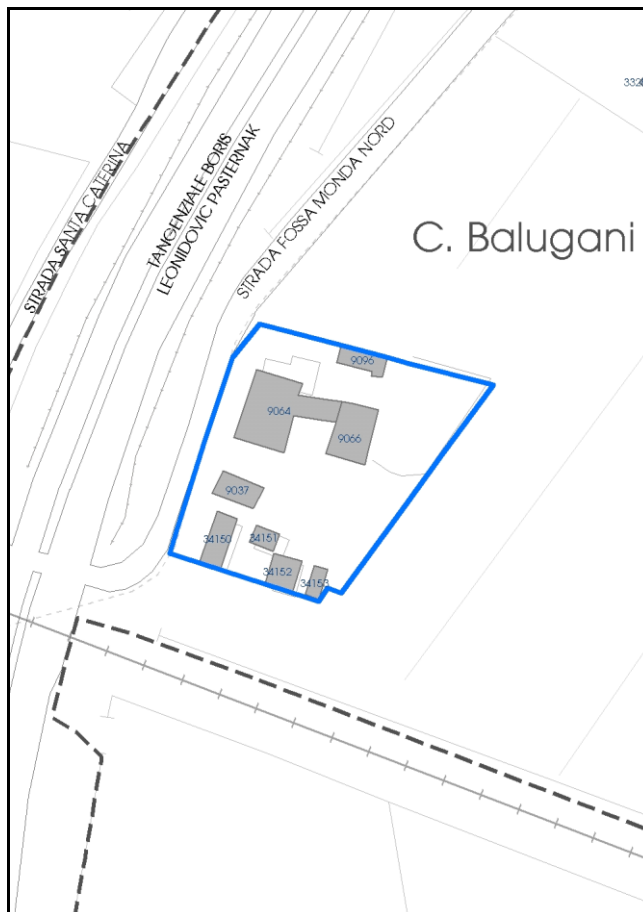 STRADA SANTA CATERINA
TANGENZIALE BORIS
LEONIDOVIC PASTERNAK
STRADA FOSSA MONDA NORD
C. Balugani
9096
9064
9066
9037
34150
34151
34152
34153